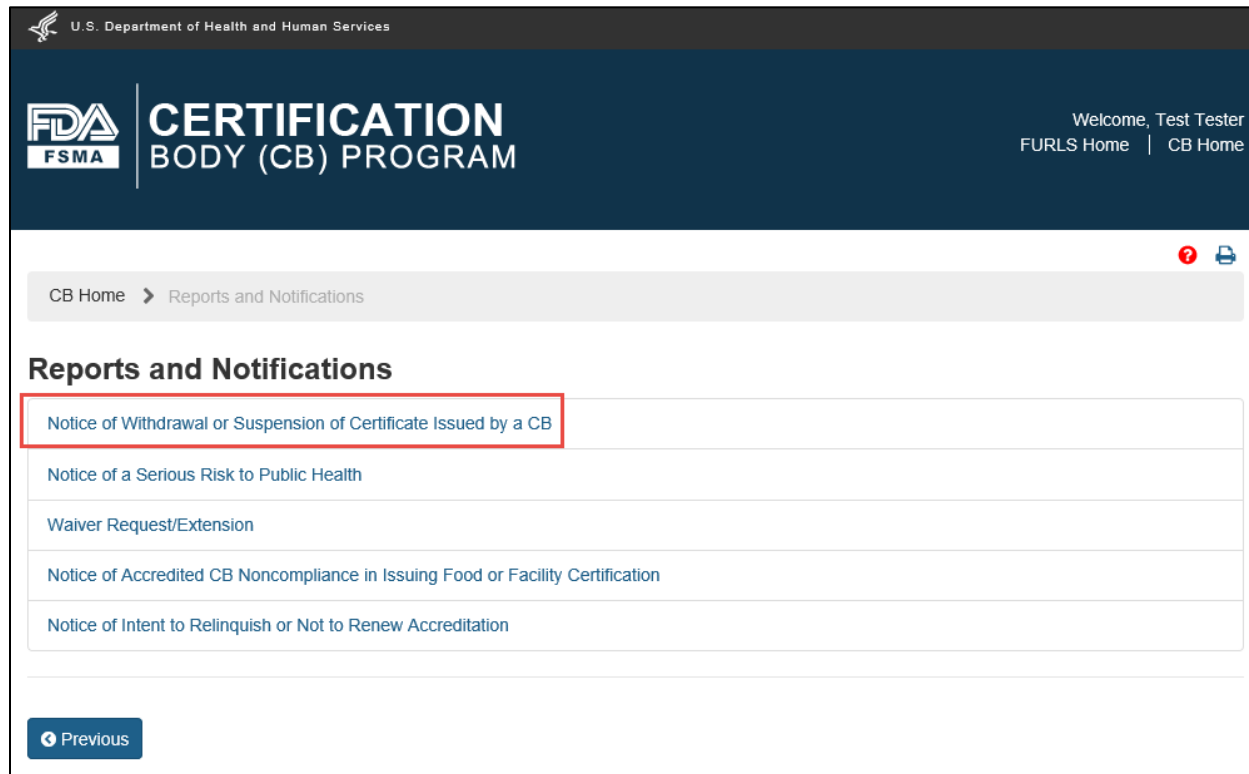 U.S. Department of Health and Human Services
FDA
FSMA
CERTIFICATION
BODY (CB) PROGRAM
Welcome, Test Tester
FURLS Home | CB Home
CB Home Reports and Notifications
Reports and Notifications
Notice of Withdrawal or Suspension of Certificate Issued by a CB
Notice of a Serious Risk to Public Health
Waiver Request/Extension
Notice of Accredited CB Noncompliance in Issuing Food or Facility Certification
Notice of Intent to Relinquish or Not to Renew Accreditation
Previous